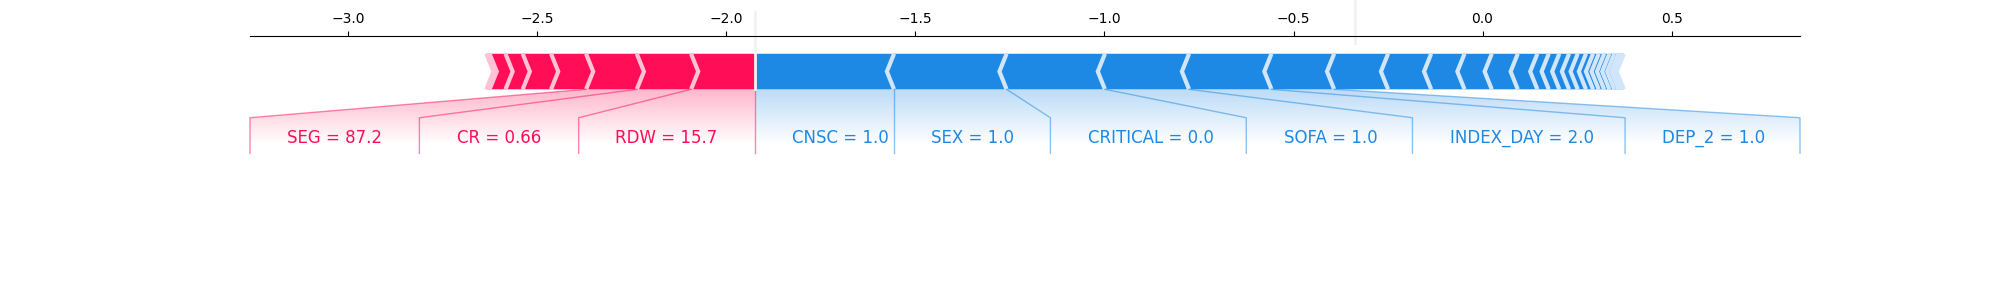 −3.0 −2.5 −2.0 −1.5 −1.0 −0.5 0.0 0.5
SEG = 87.2 CR = 0.66 RDW = 15.7 CNSC = 1.0 SEX = 1.0 CRITICAL = 0.0 SOFA = 1.0 INDEX_DAY = 2.0 DEP_2 = 1.0